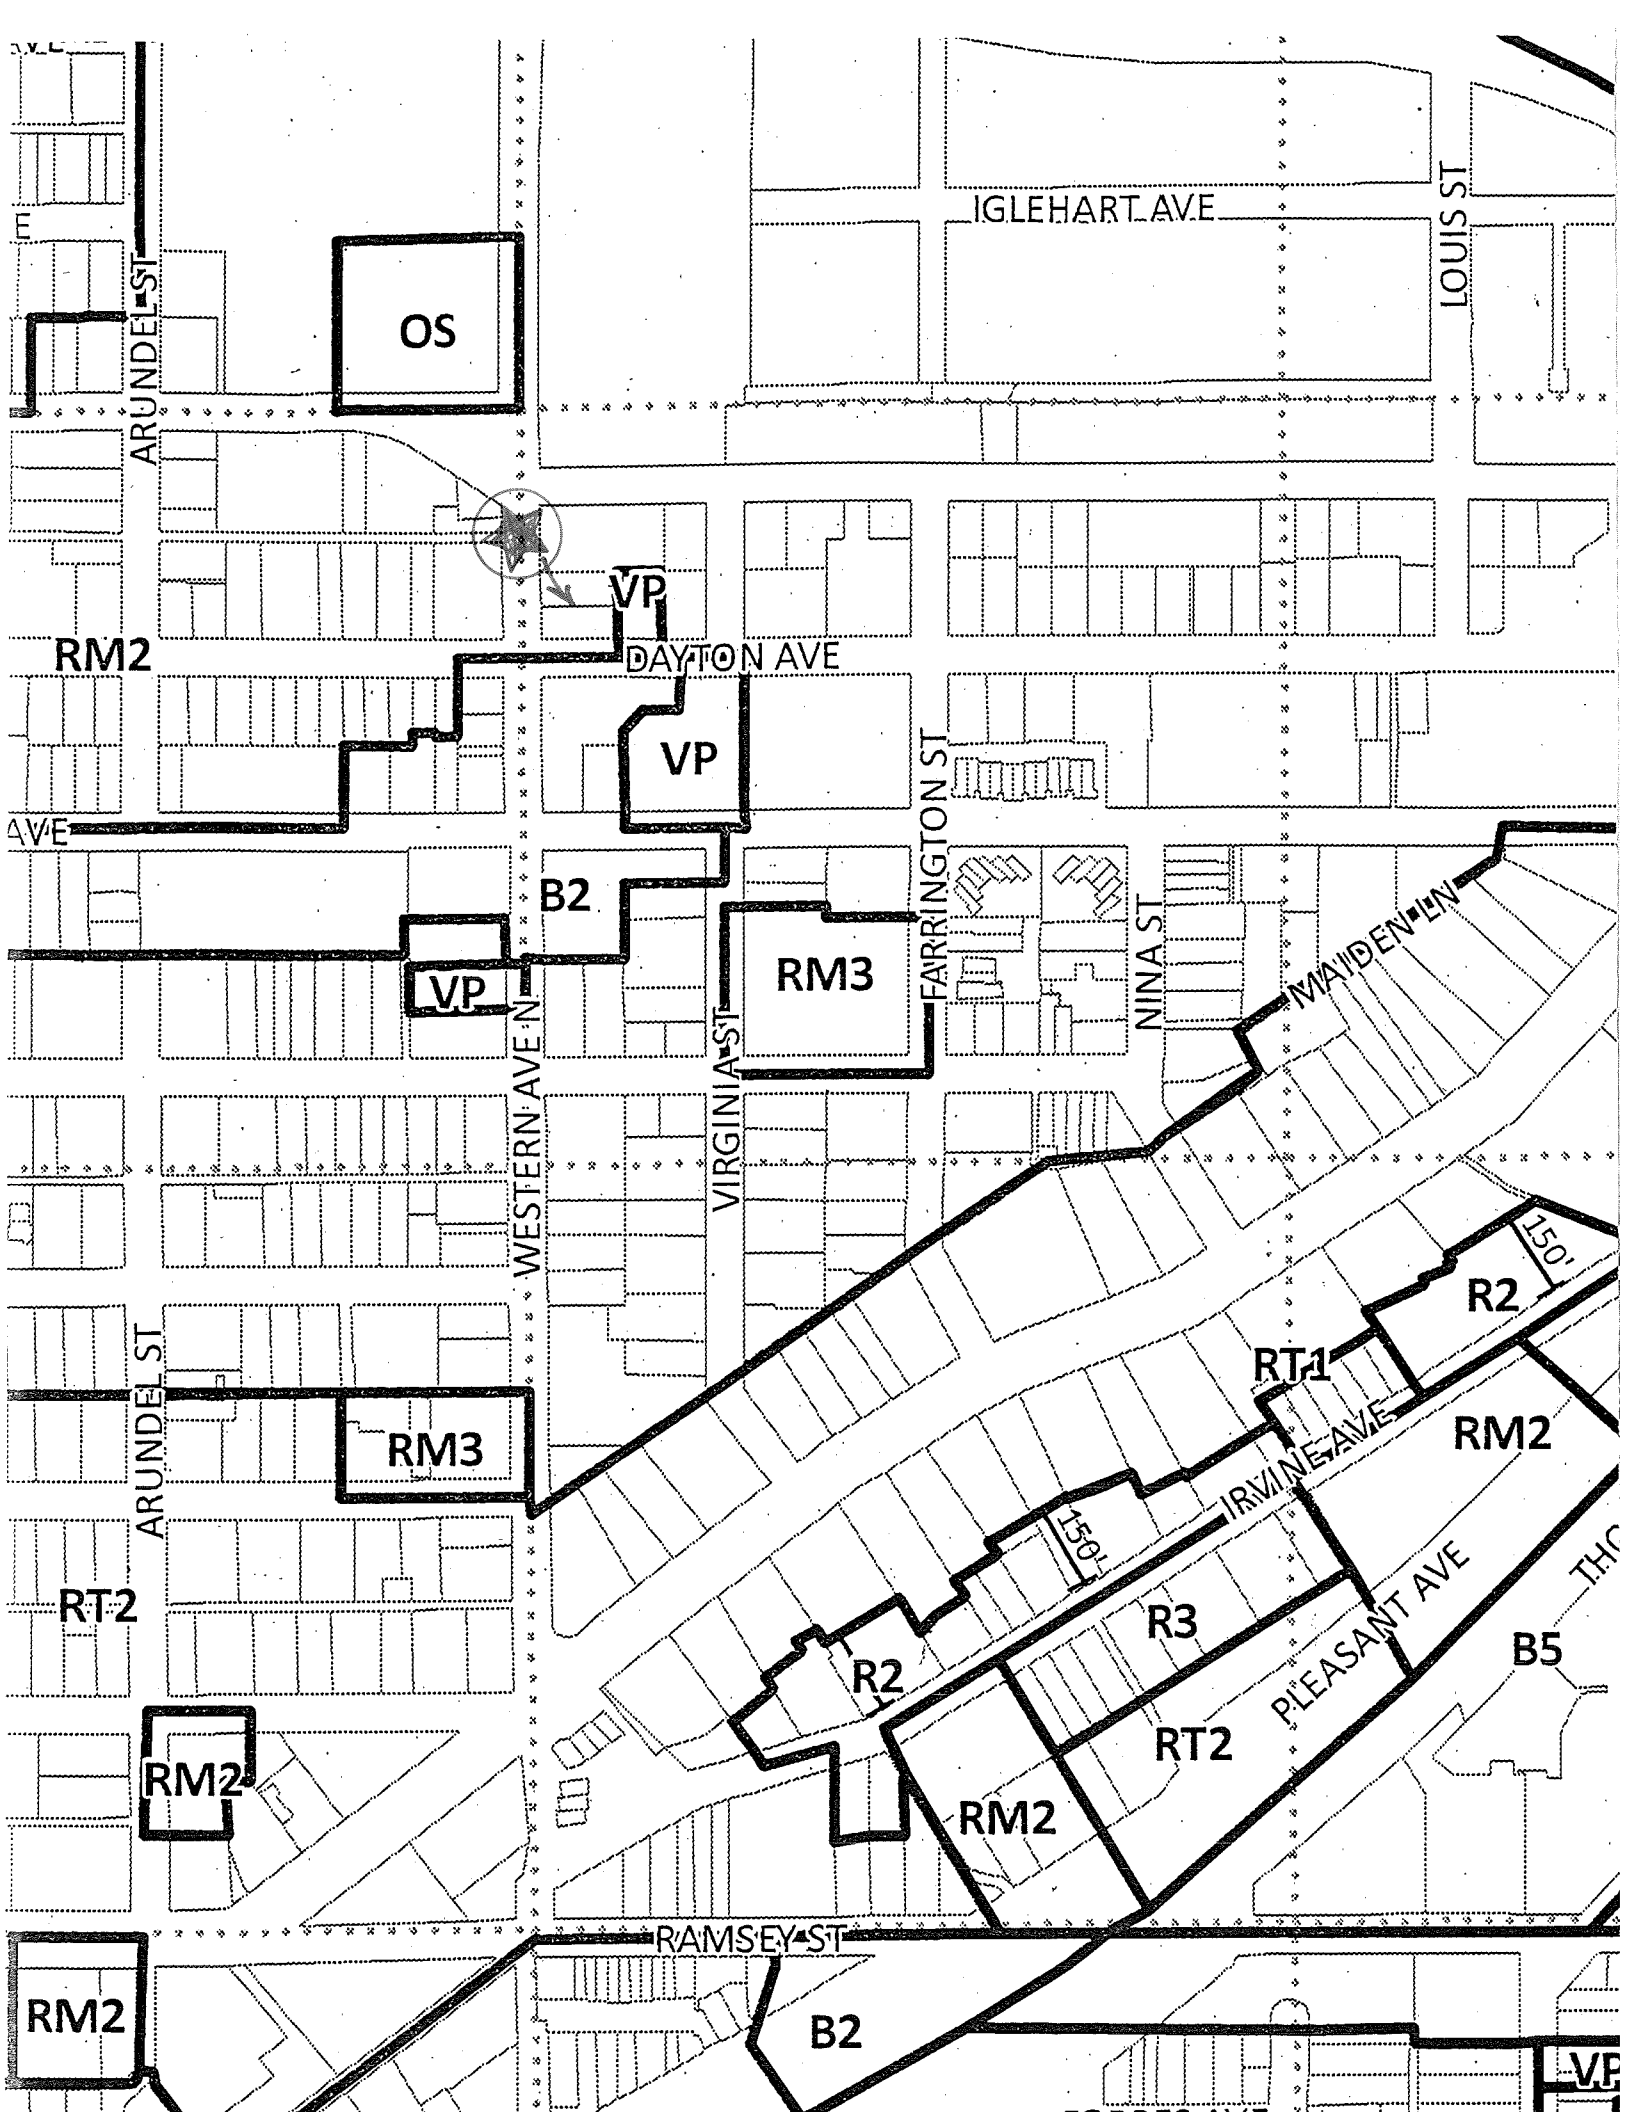 E
IGLEHART AVE
LOUIS ST
ARUNDEL ST
OS
VP
RM2
DAYTON AVE
VP
AVE
FARRINGTON ST
B2
MAIDEN LN
NINA ST
RM3
VP
WESTERN AVE N
VIRGINIA ST
150'
R2
RT1
ARUNDEL ST
RM3
IRVINE AVE
RM2
150'
PLEASANT AVE
THO
RT2
R3
B5
R2
RT2
RM2
RM2
RAMSEY ST
RM2
B2
VP